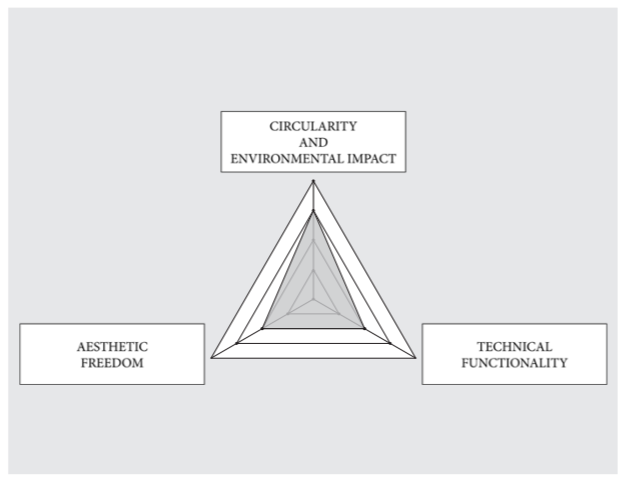 CIRCULARITY
AND
ENVIRONMENTAL IMPACT
AESTHETIC
FREEDOM
TECHNICAL
FUNCTIONALITY